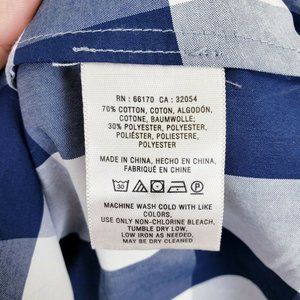 RN : 66170 CA : 32054
70% COTTON, COTON, ALGODÓN,
COTONE, BAUMWOLLE;
30% POLYESTER, POLYESTER,
POLIÉSTER, POLIESTERE,
POLYESTER
MADE IN CHINA, HECHO EN CHINA,
FABRIQUÉ EN CHINE
30 P
MACHINE WASH COLD WITH LIKE
COLORS,
USE ONLY NON-CHLORINE BLEACH,
TUMBLE DRY LOW,
LOW IRON AS NEEDED,
MAY BE DRY CLEANED